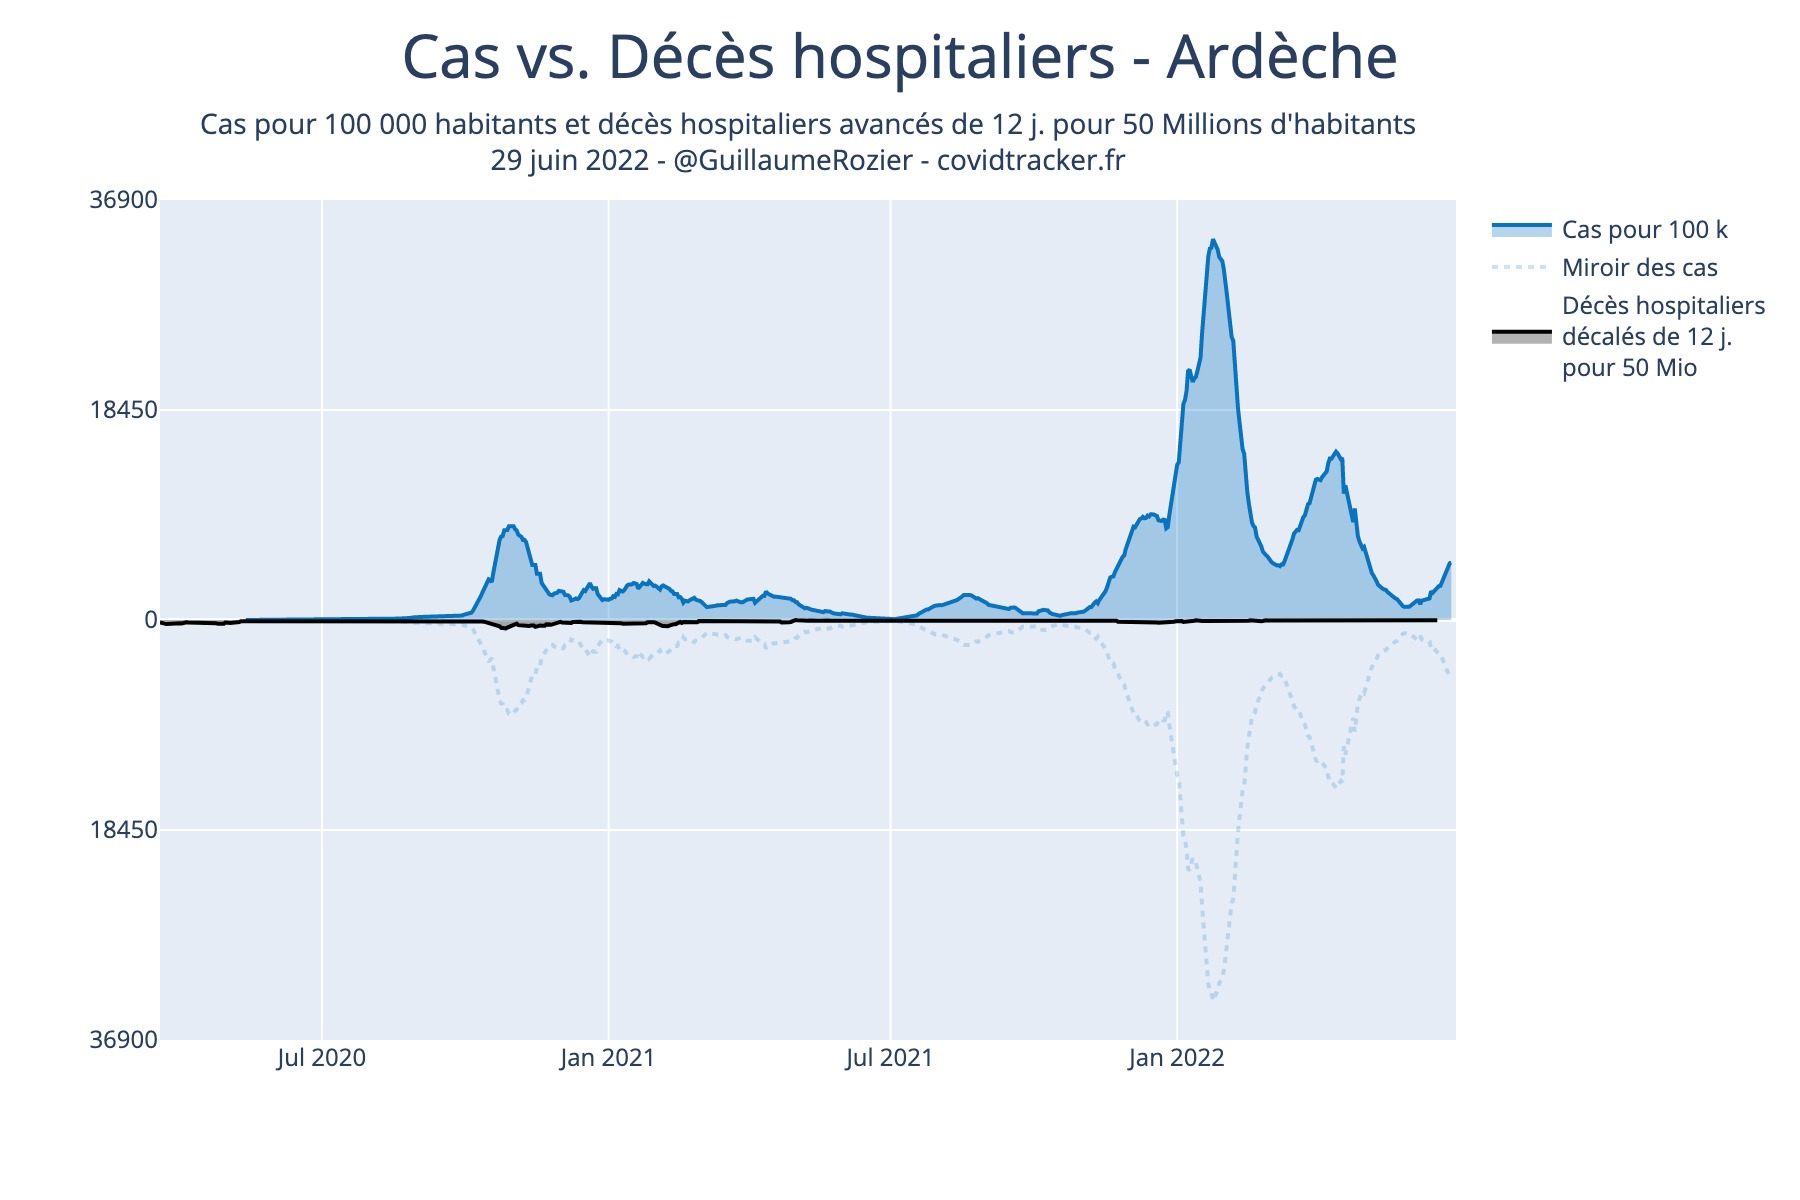 Cas vs. Décès hospitaliers - Ardèche
Cas pour 100 000 habitants et décès hospitaliers avancés de 12 j. pour 50 Millions d'habitants
29 juin 2022 - @GuillaumeRozier - covidtracker.fr
36900
18450
0
18450
36900
Jul 2020
Jan 2021
Jul 2021
Jan 2022
Cas pour 100 k
Miroir des cas
Décès hospitaliers
décalés de 12 j.
pour 50 Mio